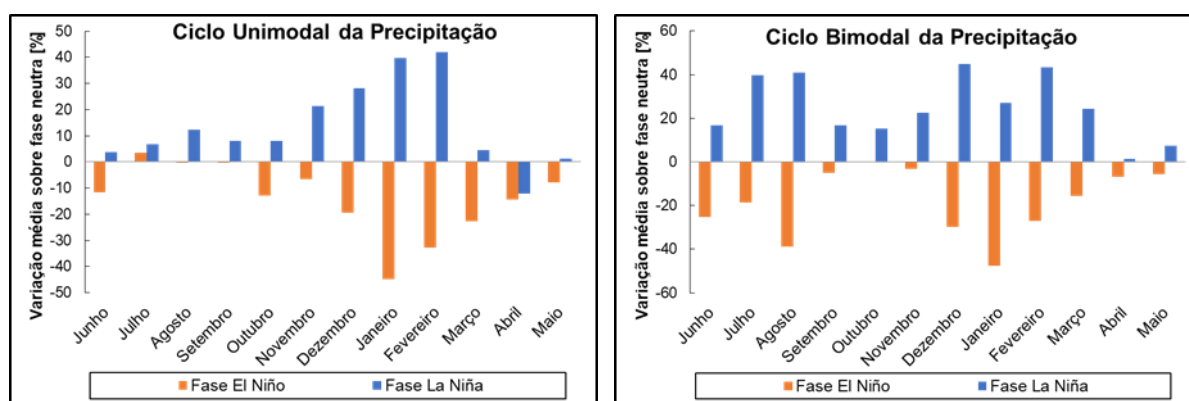 Ciclo Unimodal da Precipitação
Variação média sobre fase neutra [%]
50
40
30
20
10
0
-10
-20
-30
-40
-50
Junho
Julho
Agosto
Setembro
Outubro
Novembro
Dezembro
Janeiro
Fevereiro
Março
Abril
Maio
Fase El Niño
Fase La Niña
Ciclo Bimodal da Precipitação
Variação média sobre fase neutra [%]
60
40
20
0
-20
-40
-60
Junho
Julho
Agosto
Setembro
Outubro
Novembro
Dezembro
Janeiro
Fevereiro
Março
Abril
Maio
Fase El Niño
Fase La Niña